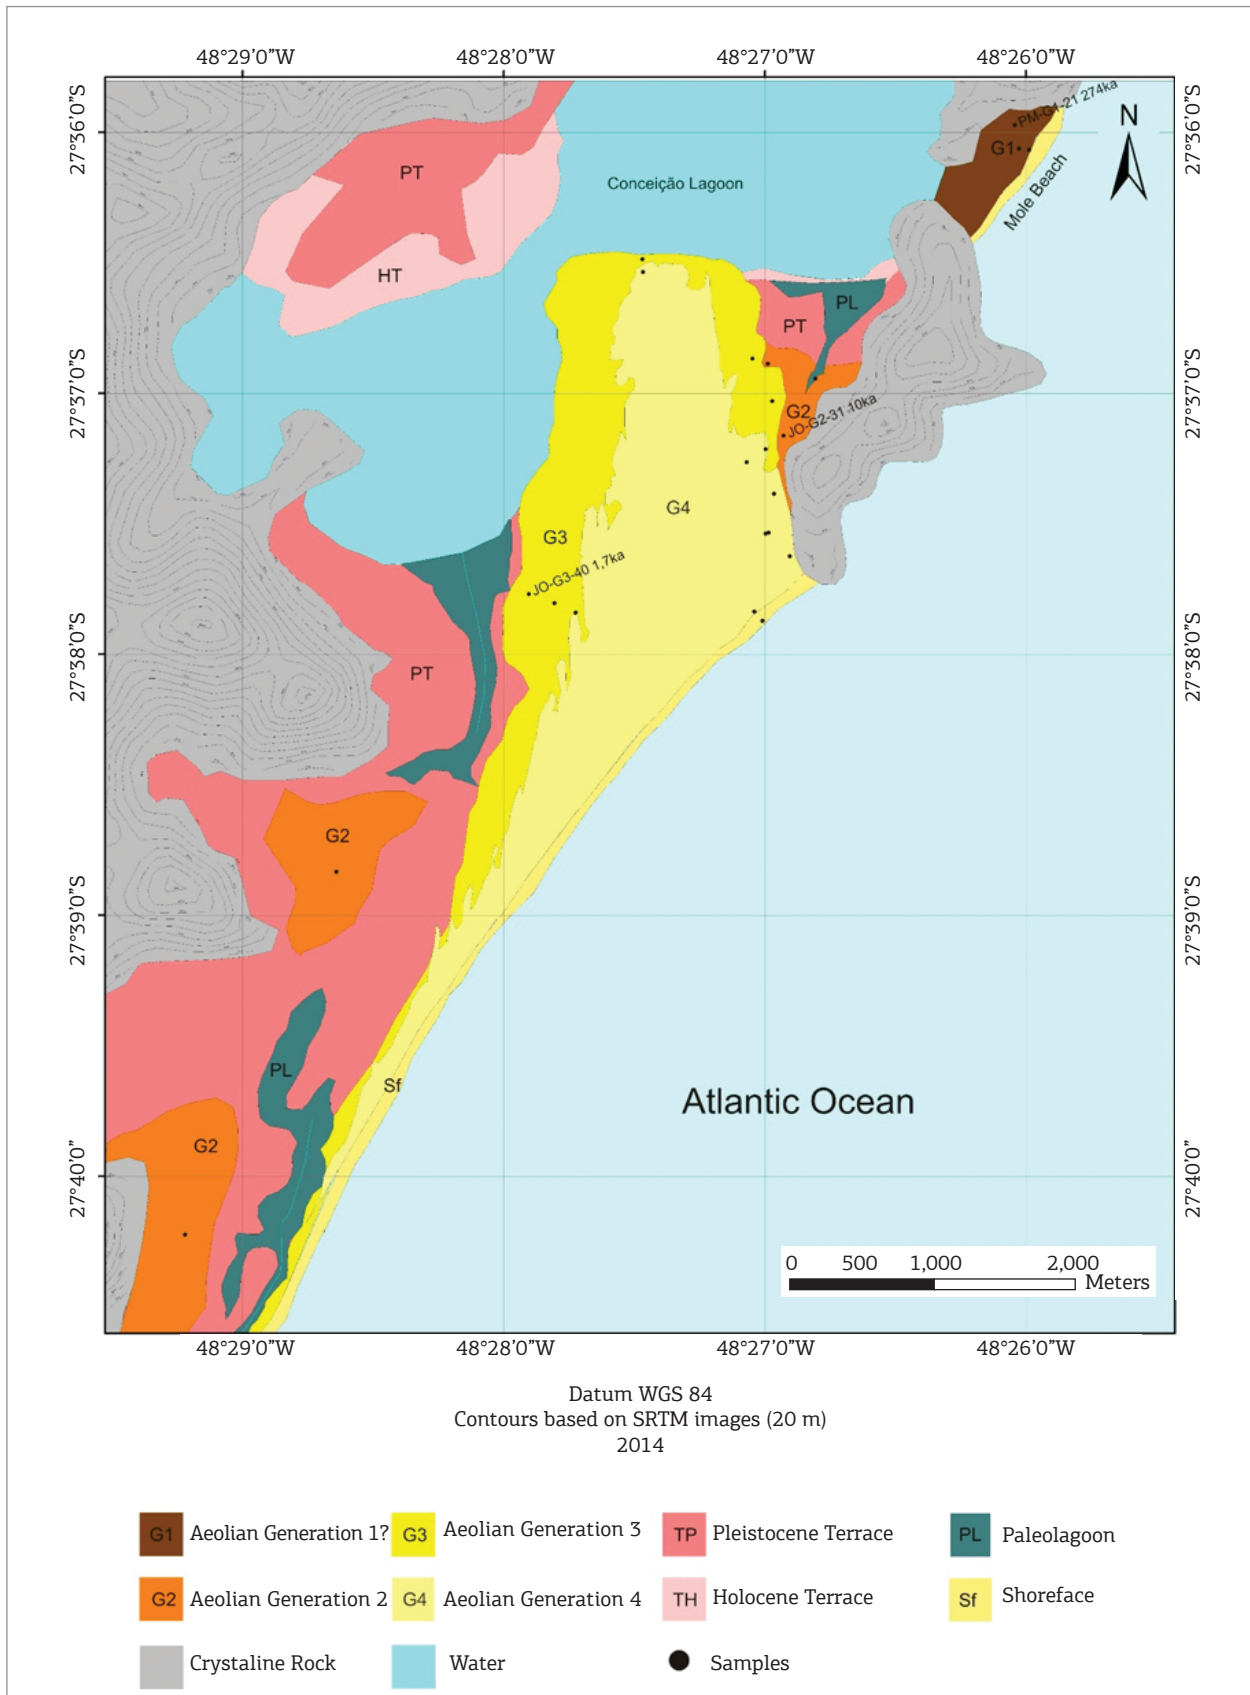 48°29'0"W 48°28'0"W 48°27'0"W 48°26'0"W
27°36'0"S
27°37'0"S
27°38'0"S
27°39'0"S
27°40'0"
27°36'0"S
27°37'0"S
27°38'0"S
27°39'0"S
27°40'0"
N
PM-G1-21 274ka
G1
Mole Beach
PT
Conceição Lagoon
HT
PL
PT
G2
JO-G2-31 10ka
G4
G3
JO-G3-40 1,7ka
PT
G2
PL
Sf
Atlantic Ocean
G2
0 500 1,000 2,000
Meters
48°29'0"W 48°28'0"W 48°27'0"W 48°26'0"W
Datum WGS 84
Contours based on SRTM images (20 m)
2014
G1 Aeolian Generation 1? G3 Aeolian Generation 3 TP Pleistocene Terrace PL Paleolagoon
G2 Aeolian Generation 2 G4 Aeolian Generation 4 TH Holocene Terrace Sf Shoreface
Crystaline Rock Water Samples